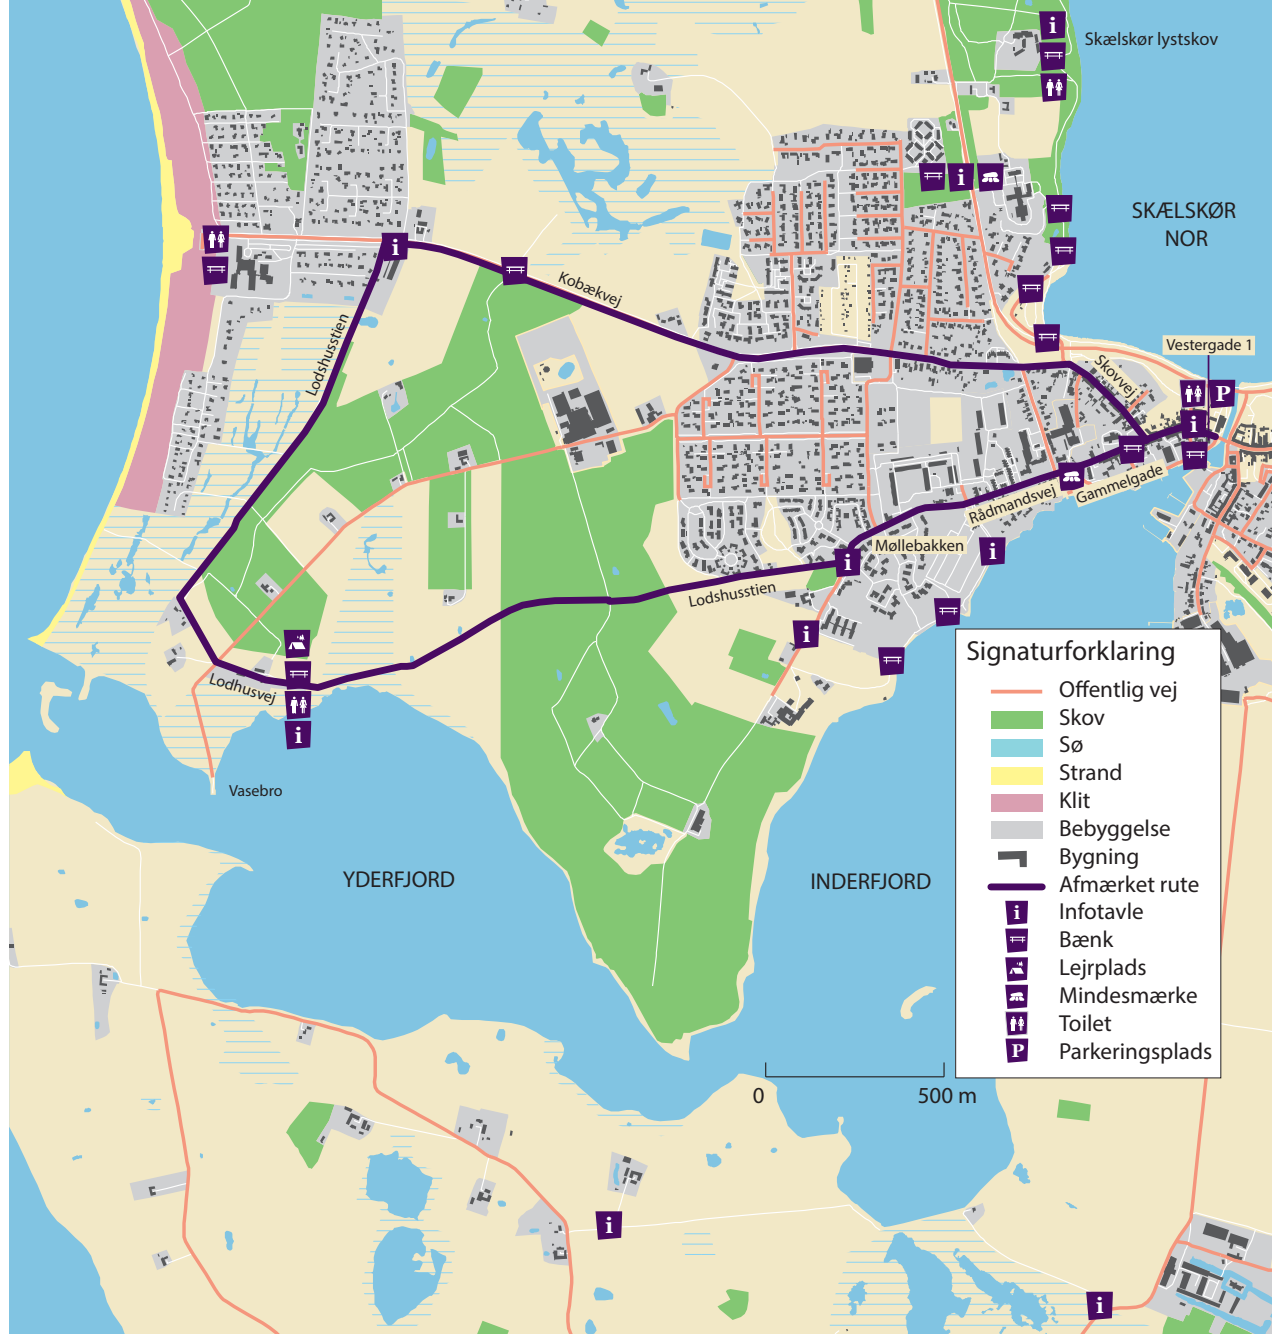 i
Skælskør lystskov
i
SKÆLSKØR
NOR
i
Kobækvej
Lodshusstien
Vestergade 1
Skovvej
P
i
Gammelgade
Rådmandsvej
Møllebakken
i
i
Lodshusstien
i
Lodhusvej
i
Vasebro
YDERFJORD
INDERFJORD
Signaturforklaring
Offentlig vej
Skov
Sø
Strand
Klit
Bebyggelse
Bygning
Afmærket rute
i Infotavle
Bænk
Lejrplads
Mindesmærke
Toilet
P Parkeringsplads
0 500 m
i
i